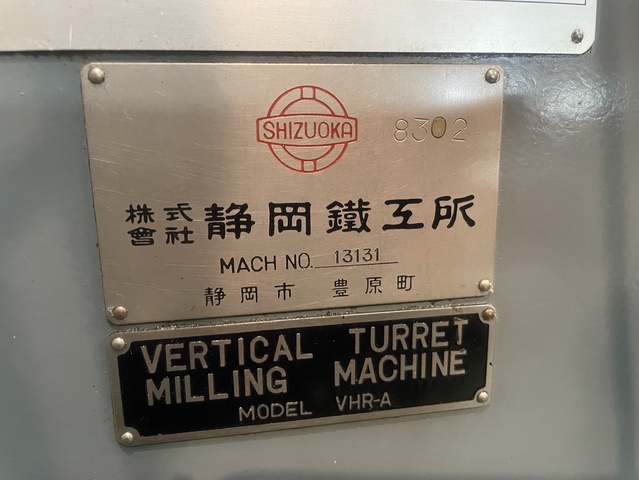 SHIZUOKA
8302
株式會社 静岡鐵工所
MACH NO. 13131
静岡市 豊原町
VERTICAL TURRET
MILLING MACHINE
MODEL VHR-A